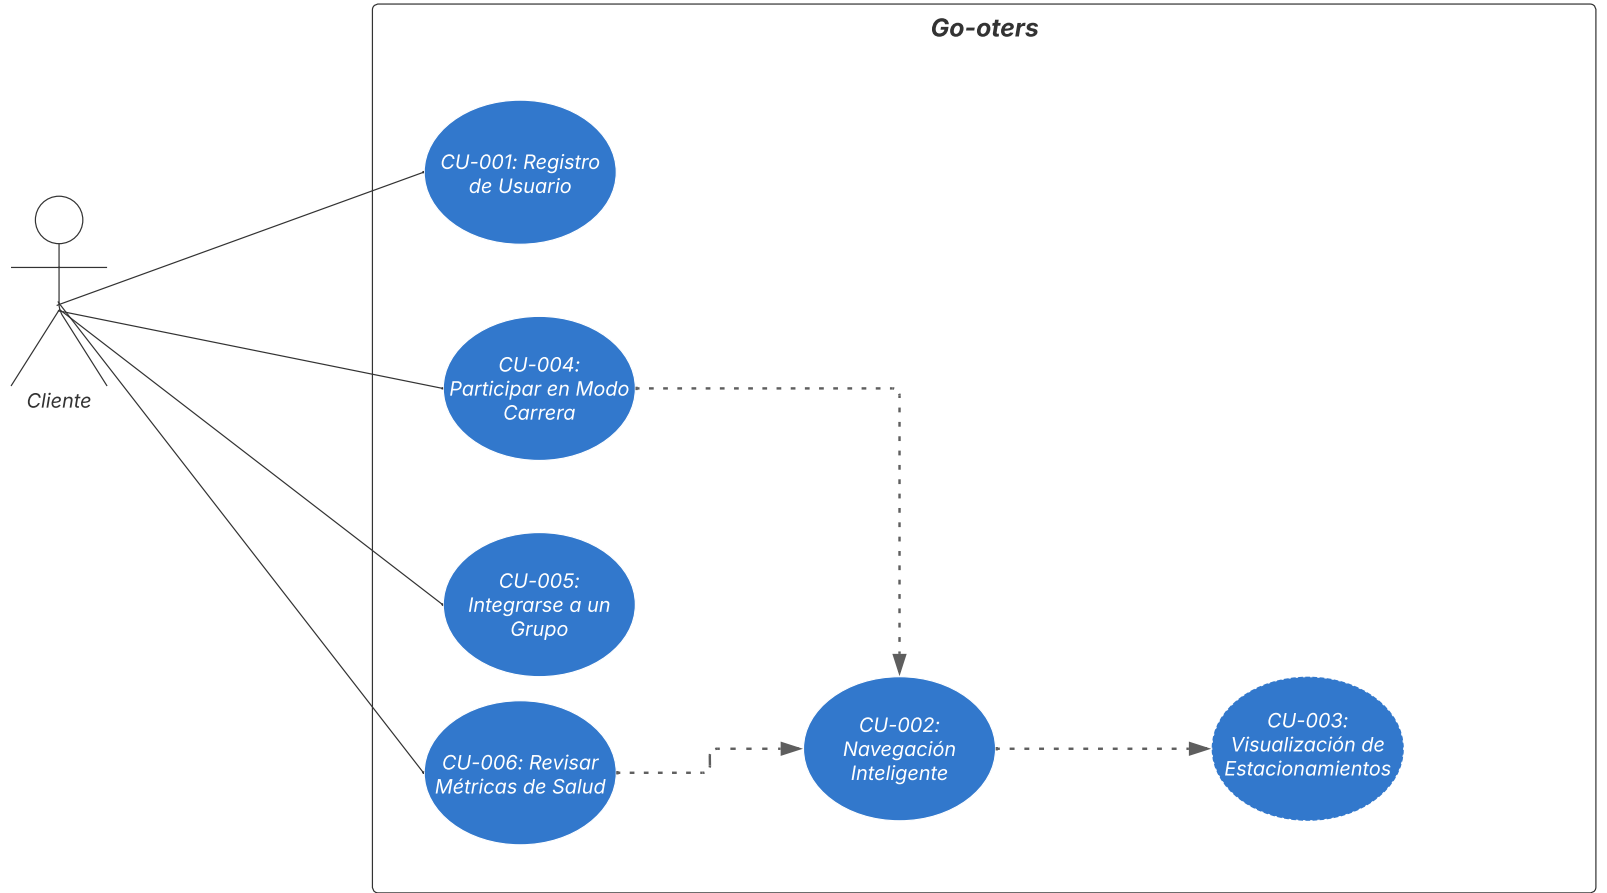 Go-oters
CU-001: Registro
de Usuario
Cliente
CU-004:
Participar en Modo
Carrera
CU-005:
Integrarse a un
Grupo
CU-006: Revisar
Métricas de Salud
CU-002:
Navegación
Inteligente
CU-003:
Visualización de
Estacionamientos